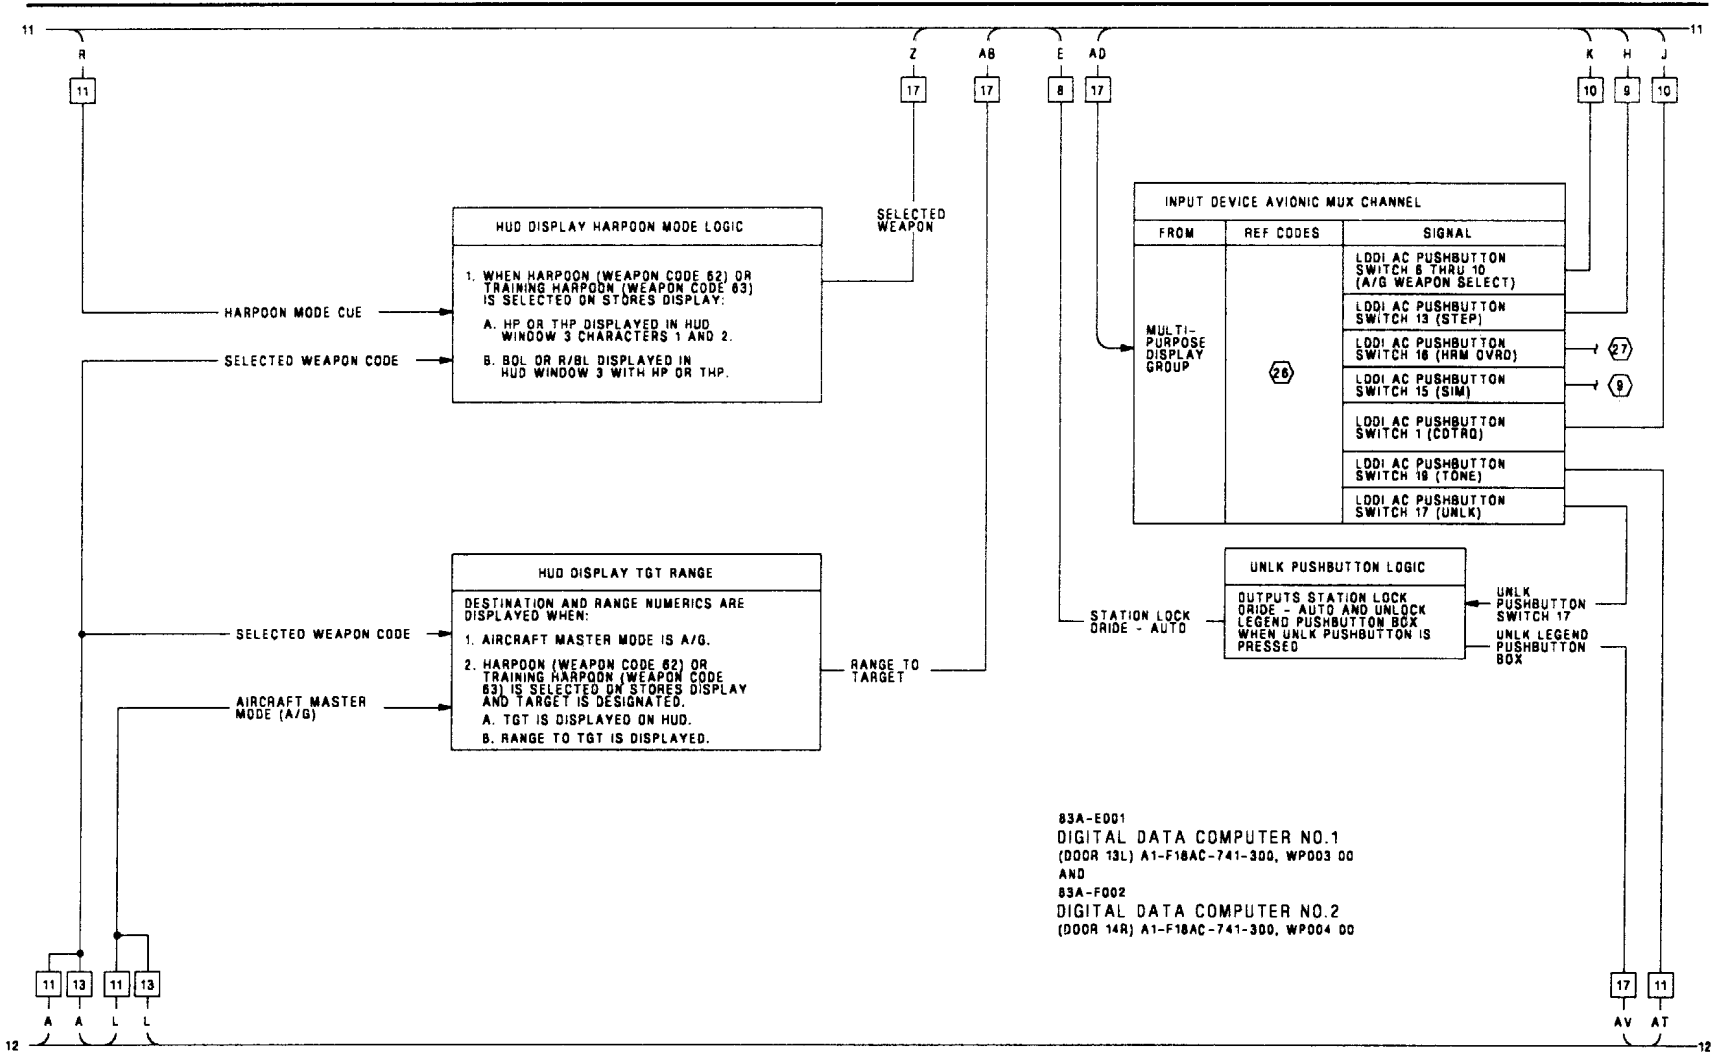 11
11
R
Z
AB
E
AD
K
H
J
11
17
17
8
17
10
9
10
HUD DISPLAY HARPOON MODE LOGIC
1. WHEN HARPOON (WEAPON CODE 62) OR
TRAINING HARPOON (WEAPON CODE 63)
IS SELECTED ON STORES DISPLAY:
A. HP OR THP DISPLAYED IN HUD
WINDOW 3 CHARACTERS 1 AND 2.
B. BOL OR R/BL DISPLAYED IN
HUD WINDOW 3 WITH HP OR THP.
HARPOON MODE CUE
SELECTED WEAPON CODE
SELECTED
WEAPON
INPUT DEVICE AVIONIC MUX CHANNEL
FROM
REF CODES
SIGNAL
MULTI-
PURPOSE
DISPLAY
GROUP
26
LDDI AC PUSHBUTTON
SWITCH 6 THRU 10
(A/G WEAPON SELECT)
LDDI AC PUSHBUTTON
SWITCH 13 (STEP)
LDDI AC PUSHBUTTON
SWITCH 16 (HRM OVRD)
27
LDDI AC PUSHBUTTON
SWITCH 15 (SIM)
9
LDDI AC PUSHBUTTON
SWITCH 1 (CDTRQ)
LDDI AC PUSHBUTTON
SWITCH 19 (TONE)
LDDI AC PUSHBUTTON
SWITCH 17 (UNLK)
HUD DISPLAY TGT RANGE
DESTINATION AND RANGE NUMERICS ARE
DISPLAYED WHEN:
1. AIRCRAFT MASTER MODE IS A/G.
2. HARPOON (WEAPON CODE 62) OR
TRAINING HARPOON (WEAPON CODE
63) IS SELECTED ON STORES DISPLAY
AND TARGET IS DESIGNATED.
A. TGT IS DISPLAYED ON HUD.
B. RANGE TO TGT IS DISPLAYED.
SELECTED WEAPON CODE
AIRCRAFT MASTER
MODE (A/G)
RANGE TO
TARGET
UNLK PUSHBUTTON LOGIC
OUTPUTS STATION LOCK
ORIDE - AUTO AND UNLOCK
LEGEND PUSHBUTTON BOX
WHEN UNLK PUSHBUTTON IS
PRESSED
STATION LOCK
ORIDE - AUTO
UNLK
PUSHBUTTON
SWITCH 17
UNLK LEGEND
PUSHBUTTON
BOX
83A-E001
DIGITAL DATA COMPUTER NO.1
(DOOR 13L) A1-F18AC-741-300, WP003 00
AND
83A-F002
DIGITAL DATA COMPUTER NO.2
(DOOR 14R) A1-F18AC-741-300, WP004 00
11
13
11
13
17
11
A
A
L
L
AV
AT
12
12